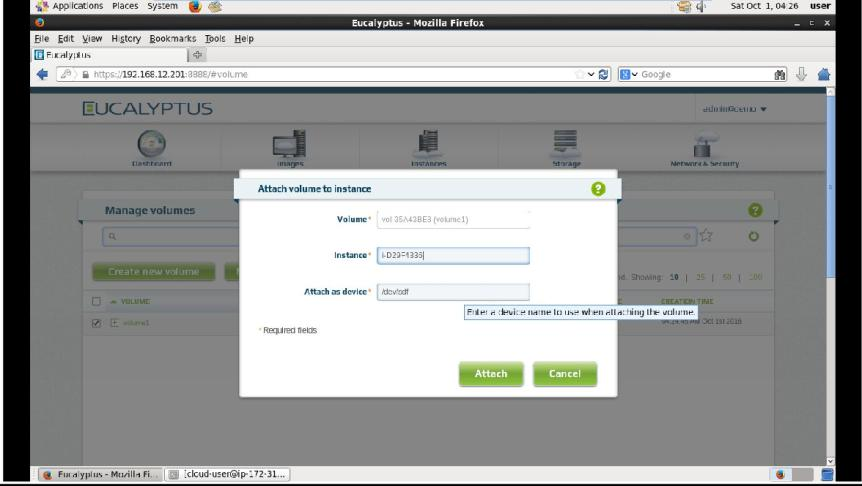 Applications Places System Sat Oct 1, 04:26 user
Eucalyptus - Mozilla Firefox
File Edit View History Bookmarks Tools Help
Eucalyptus
https://192.168.12.201:8888/#volume
Google
EUCALYPTUS
admin@demo
Dashboard Images Instances Storage Network & Security
Attach volume to instance
Manage volumes
Volume* vol-35A43BE3 (volume1)
Instance* i-D29F4336
Create new volume
Showing: 10 | 25 | 50 | 100
Attach as device* /dev/sdf
VOLUME
CREATION TIME
Enter a device name to use when attaching the volume.
volume1
AM Oct 1st 2016
* Required fields
Attach Cancel
Eucalyptus - Mozilla Fi... [cloud-user@ip-172-31...